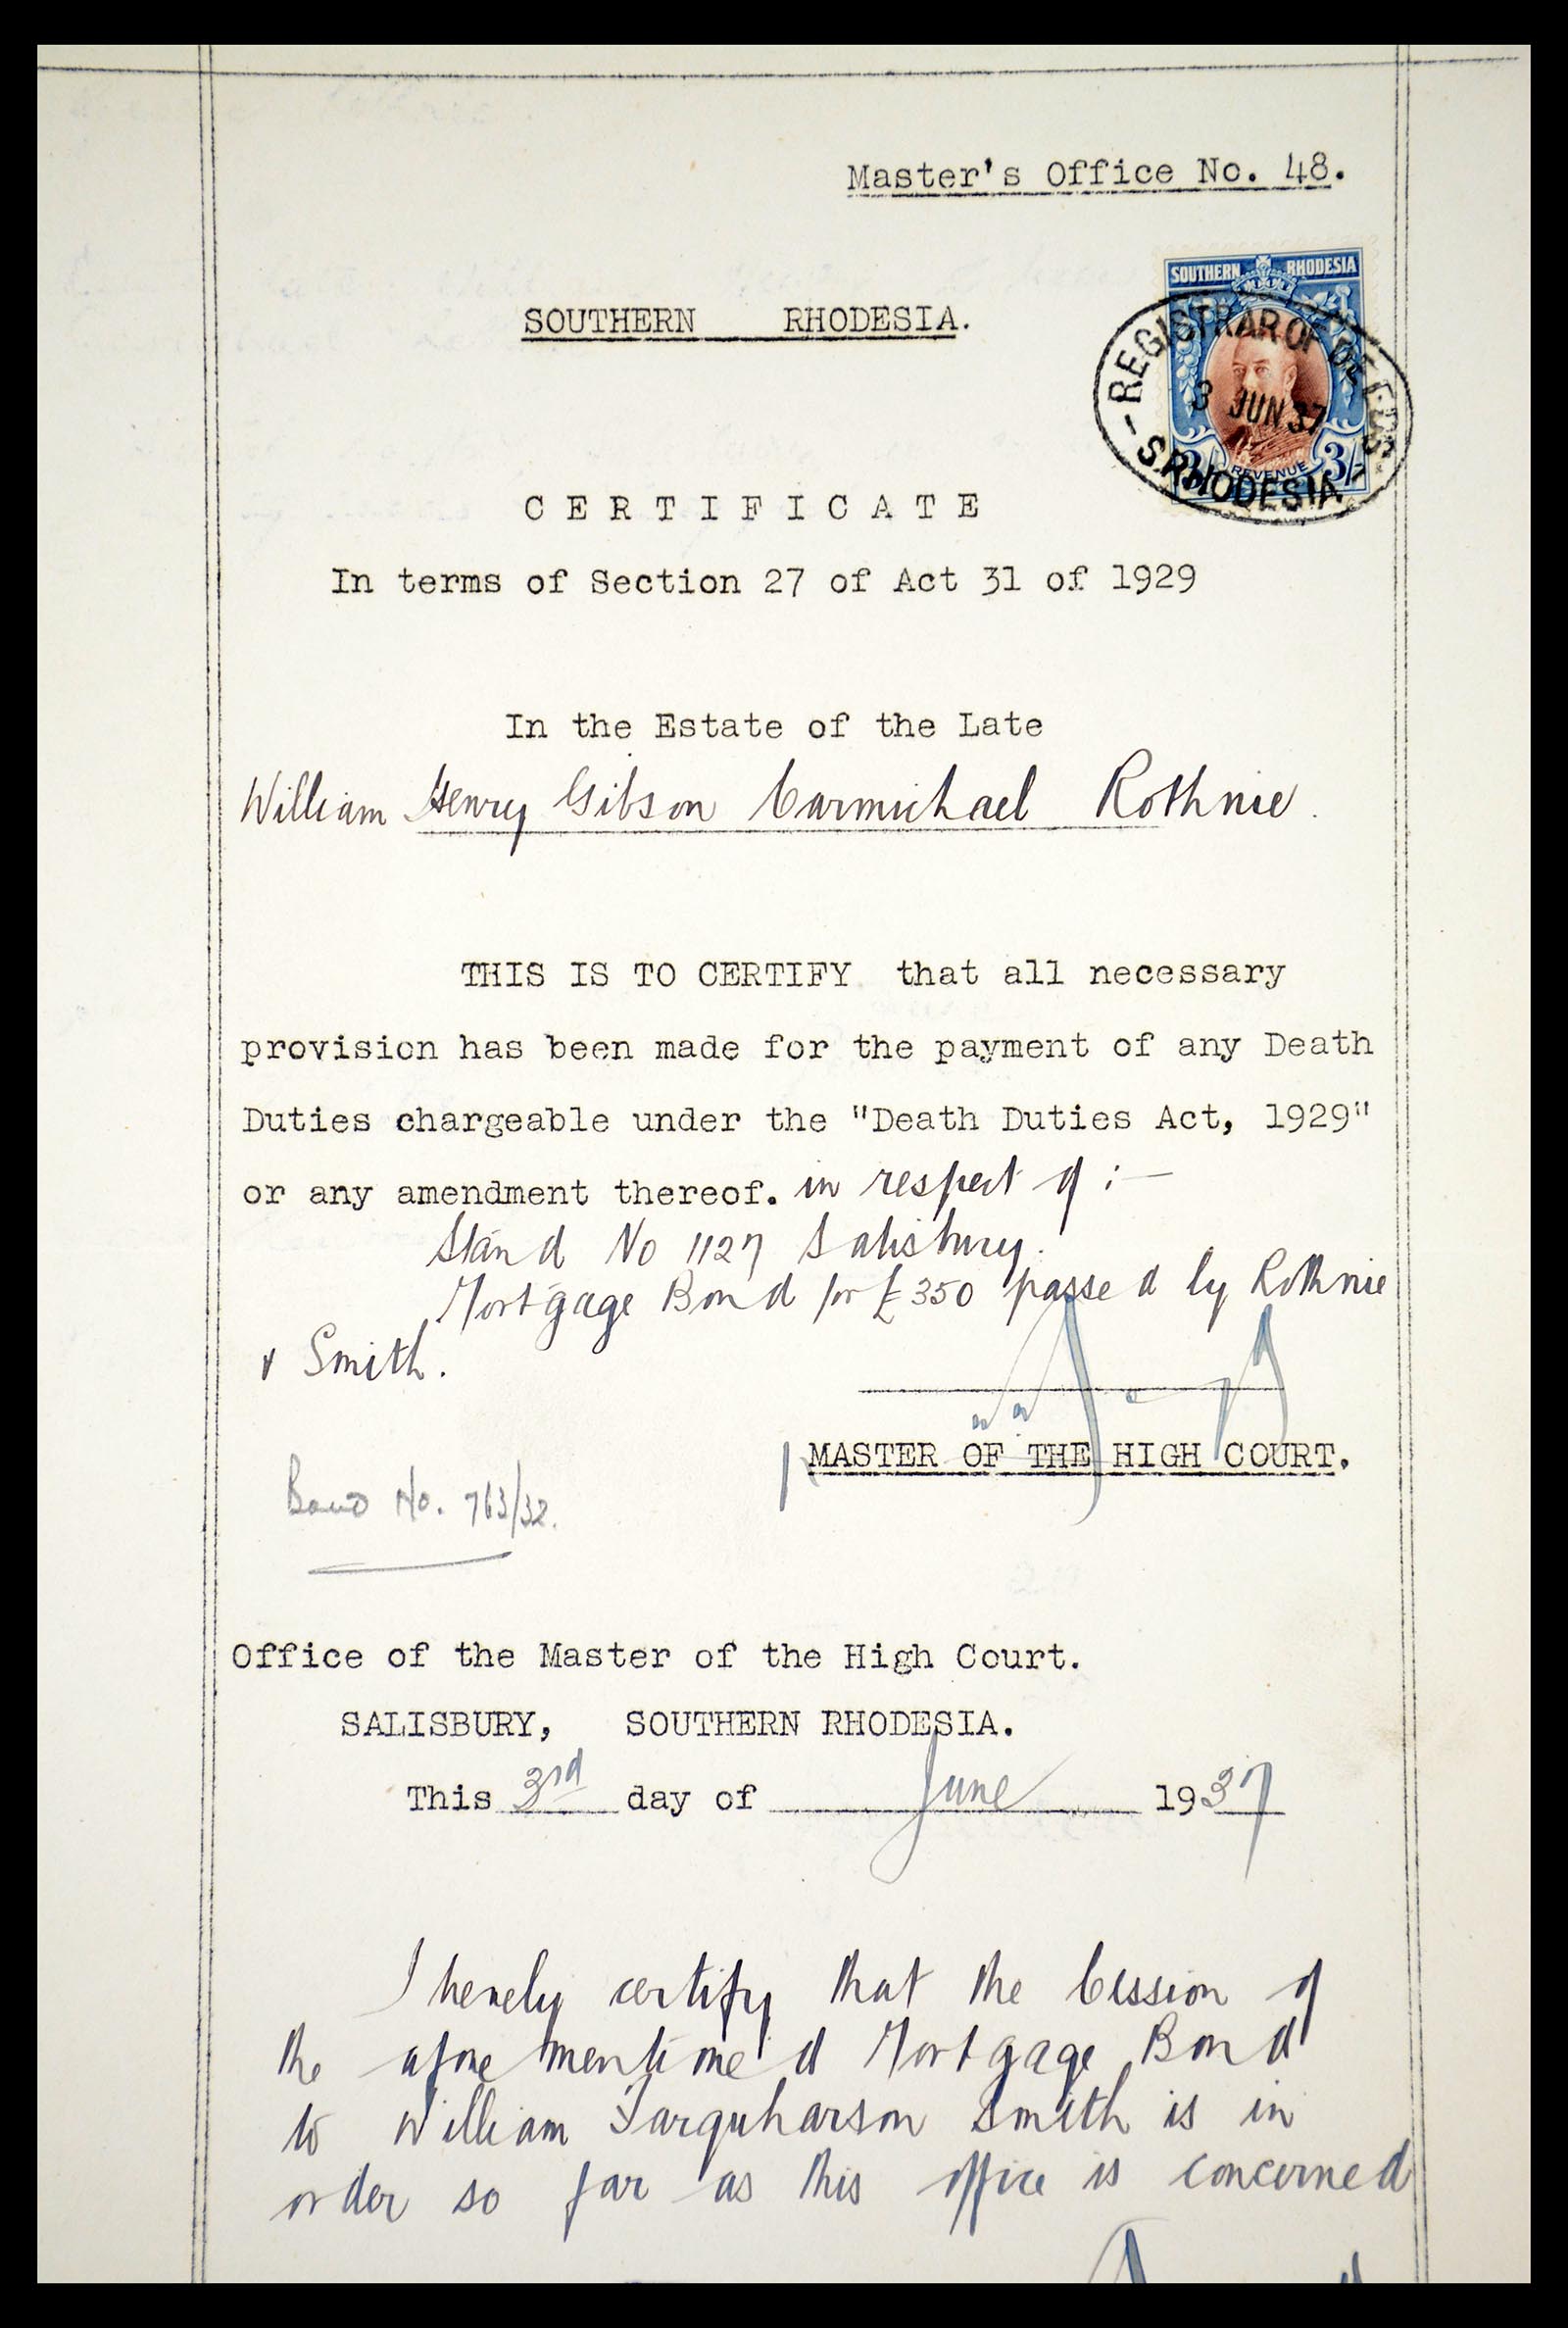 Master's Office No. 48.
SOUTHERN RHODESIA
REGISTRAR OF DEEDS
3 JUN 37
REVENUE
3/- 3/-
S. RHODESIA
SOUTHERN RHODESIA.
CERTIFICATE
In terms of Section 27 of Act 31 of 1929
In the Estate of the Late
William Henry Gibson Carmichael Rothnie.
THIS IS TO CERTIFY that all necessary
provision has been made for the payment of any Death
Duties chargeable under the "Death Duties Act, 1929"
or any amendment thereof. in respect of :—
Stand No 1127 Salisbury.
Mortgage Bond for £350 passed by Rothnie
& Smith.
MASTER OF THE HIGH COURT.
Bond No. 763/32.
Office of the Master of the High Court.
SALISBURY, SOUTHERN RHODESIA.
This 3rd day of June 1937
I hereby certify that the Cession of
the aforementioned Mortgage Bond
to William Farquharson Smith is in
order so far as this office is concerned